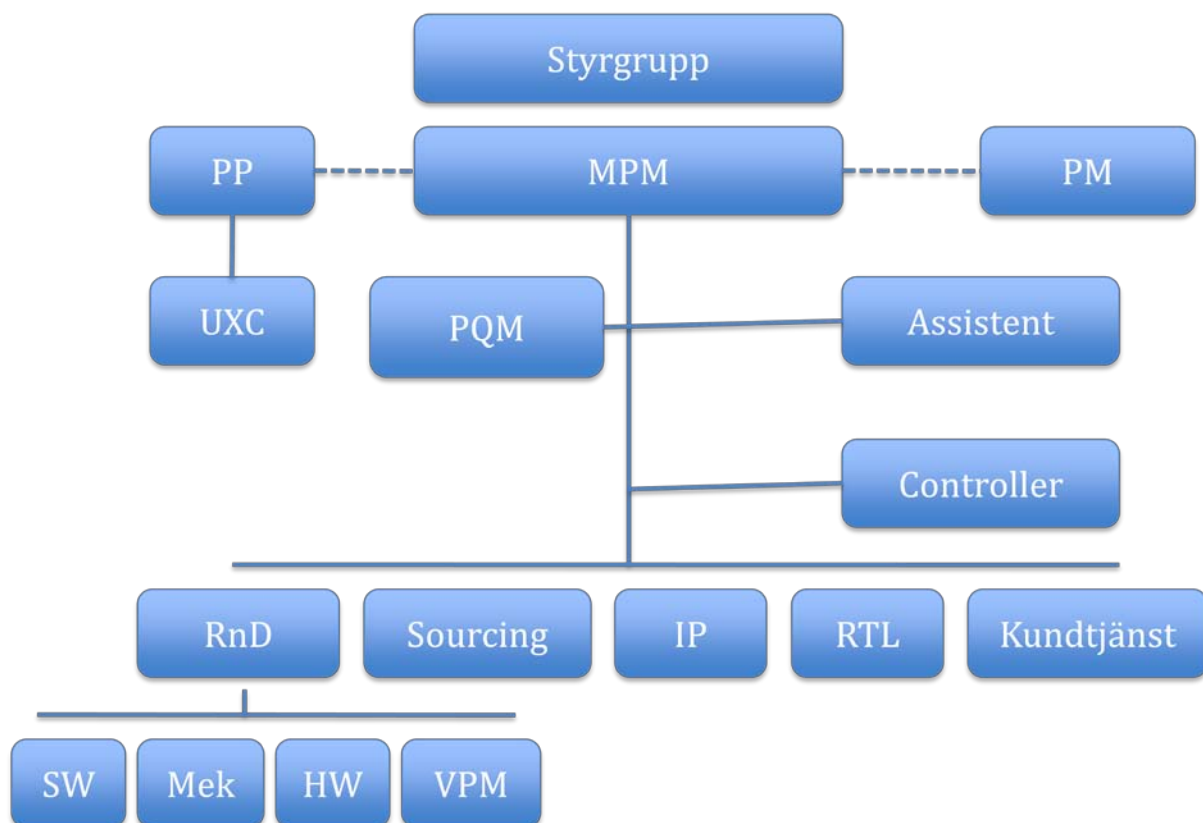 Styrgrupp
PP
MPM
PM
UXC
PQM
Assistent
Controller
RnD
Sourcing
IP
RTL
Kundtjänst
SW
Mek
HW
VPM